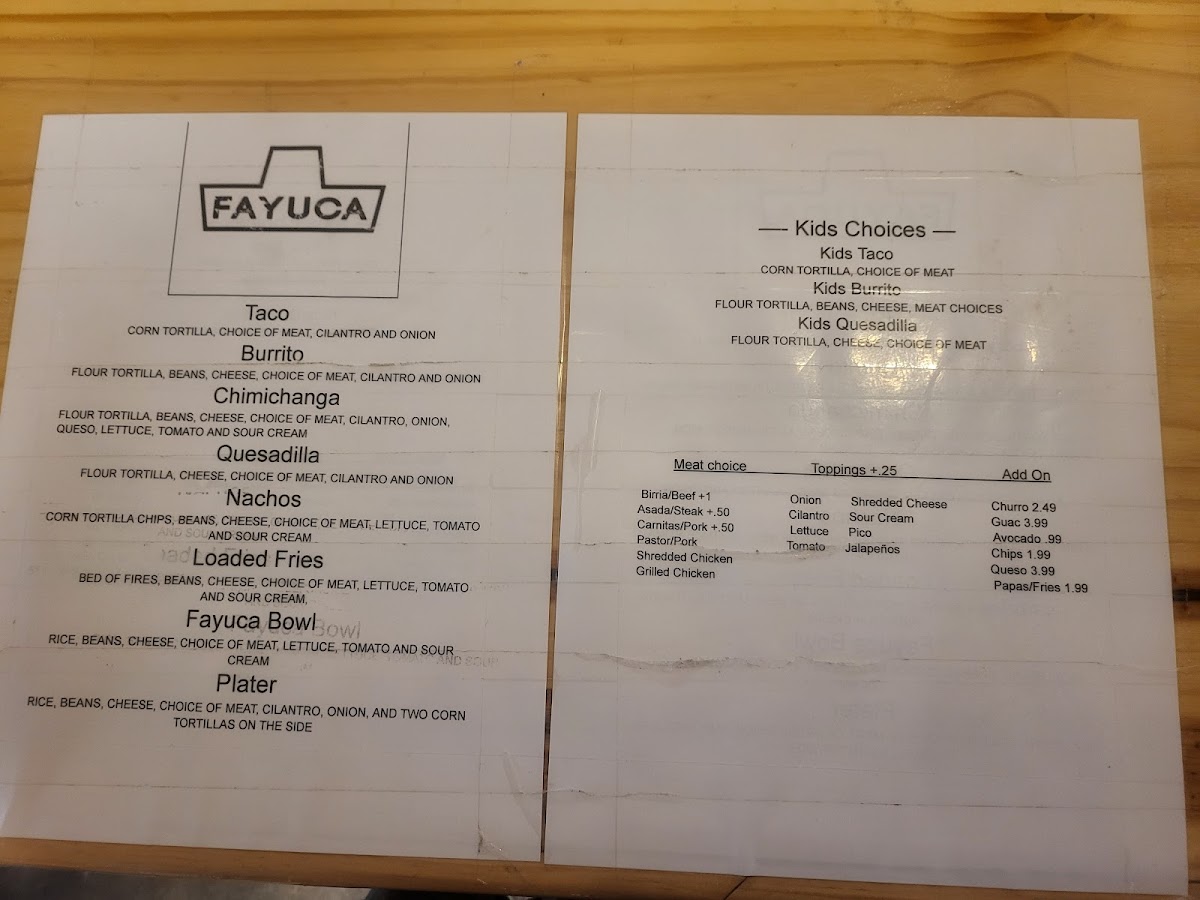 FAYUCA
Taco
CORN TORTILLA, CHOICE OF MEAT, CILANTRO AND ONION
Burrito
FLOUR TORTILLA, BEANS, CHEESE, CHOICE OF MEAT, CILANTRO AND ONION
Chimichanga
FLOUR TORTILLA, BEANS, CHEESE, CHOICE OF MEAT, CILANTRO, ONION,
QUESO, LETTUCE, TOMATO AND SOUR CREAM
Quesadilla
FLOUR TORTILLA, CHEESE, CHOICE OF MEAT, CILANTRO AND ONION
Nachos
CORN TORTILLA CHIPS, BEANS, CHEESE, CHOICE OF MEAT, LETTUCE, TOMATO
AND SOUR CREAM
Loaded Fries
BED OF FIRES, BEANS, CHEESE, CHOICE OF MEAT, LETTUCE, TOMATO
AND SOUR CREAM,
Fayuca Bowl
RICE, BEANS, CHEESE, CHOICE OF MEAT, LETTUCE, TOMATO AND SOUR
CREAM
Plater
RICE, BEANS, CHEESE, CHOICE OF MEAT, CILANTRO, ONION, AND TWO CORN
TORTILLAS ON THE SIDE
—- Kids Choices —
Kids Taco
CORN TORTILLA, CHOICE OF MEAT
Kids Burrito
FLOUR TORTILLA, BEANS, CHEESE, MEAT CHOICES
Kids Quesadilla
FLOUR TORTILLA, CHEESE, CHOICE OF MEAT
Meat choice
Birria/Beef +1
Asada/Steak +.50
Carnitas/Pork +.50
Pastor/Pork
Shredded Chicken
Grilled Chicken
Toppings +.25
Onion Shredded Cheese
Cilantro Sour Cream
Lettuce Pico
Tomato Jalapeños
Add On
Churro 2.49
Guac 3.99
Avocado .99
Chips 1.99
Queso 3.99
Papas/Fries 1.99